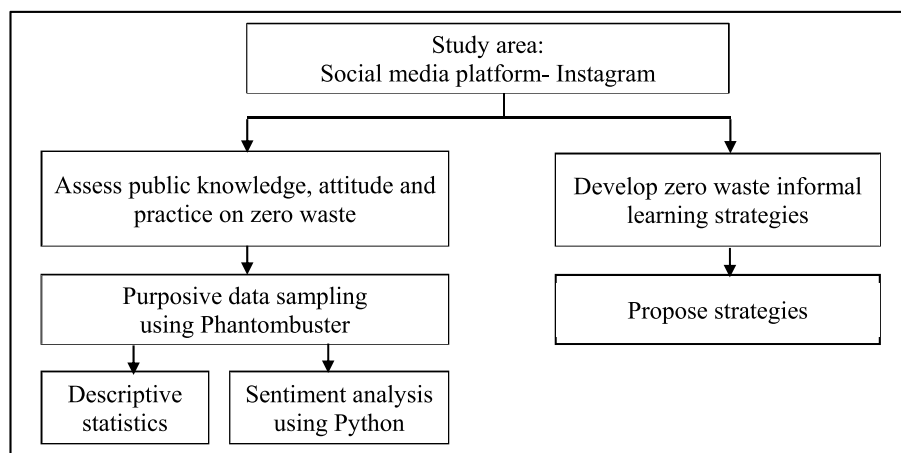 Study area:
Social media platform- Instagram
Assess public knowledge, attitude and
practice on zero waste
Develop zero waste informal
learning strategies
Purposive data sampling
using Phantombuster
Propose strategies
Descriptive
statistics
Sentiment analysis
using Python